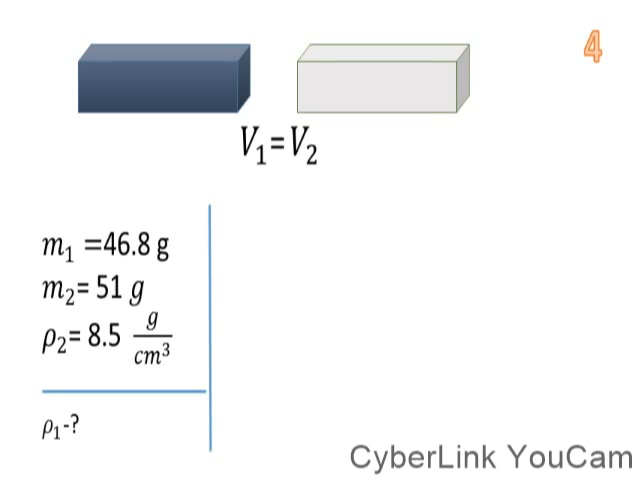 4
V₁=V₂
m₁ =46.8 g
m₂= 51 g
ρ₂= 8.5 g/cm³
ρ₁-?
CyberLink YouCam